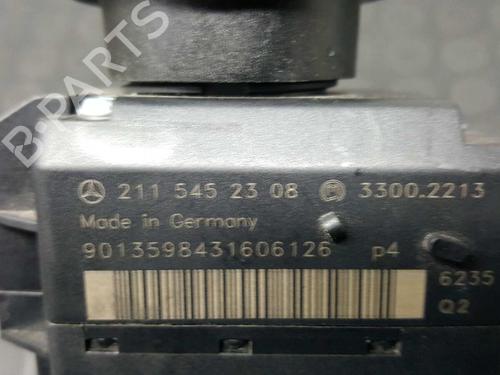 B-PARTS
211 545 23 08 3300.2213
Made in Germany
9013598431606126 p4
6235
Q2